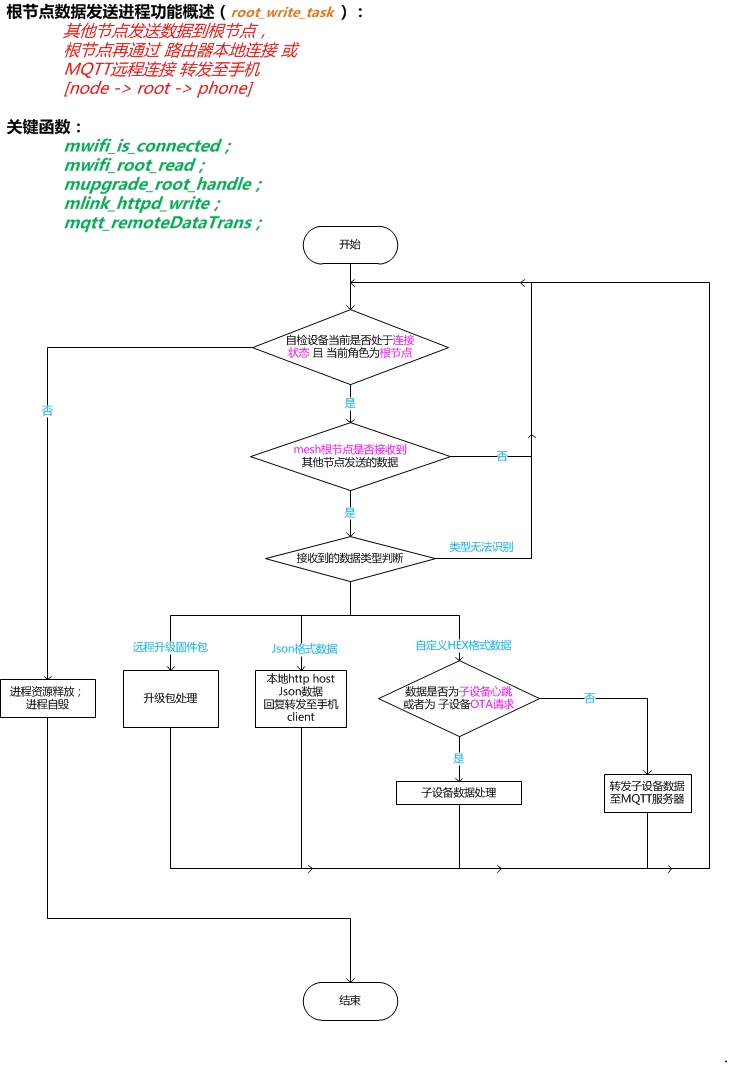 根节点数据发送进程功能概述（ root_write_task ）：
其他节点发送数据到根节点，
根节点再通过 路由器本地连接 或
MQTT远程连接 转发至手机
[node -> root -> phone]
关键函数：
mwifi_is_connected；
mwifi_root_read；
mupgrade_root_handle；
mlink_httpd_write；
mqtt_remoteDataTrans；
开始
自检设备当前是否处于连接
状态 且 当前角色为根节点
否
是
mesh根节点是否接收到
其他节点发送的数据
否
是
类型无法识别
接收到的数据类型判断
远程升级固件包
Json格式数据
自定义HEX格式数据
进程资源释放；
进程自毁
升级包处理
本地http host
Json数据
回复转发至手机
client
数据是否为子设备心跳
或者为 子设备OTA请求
否
是
子设备数据处理
转发子设备数据
至MQTT服务器
结束
.